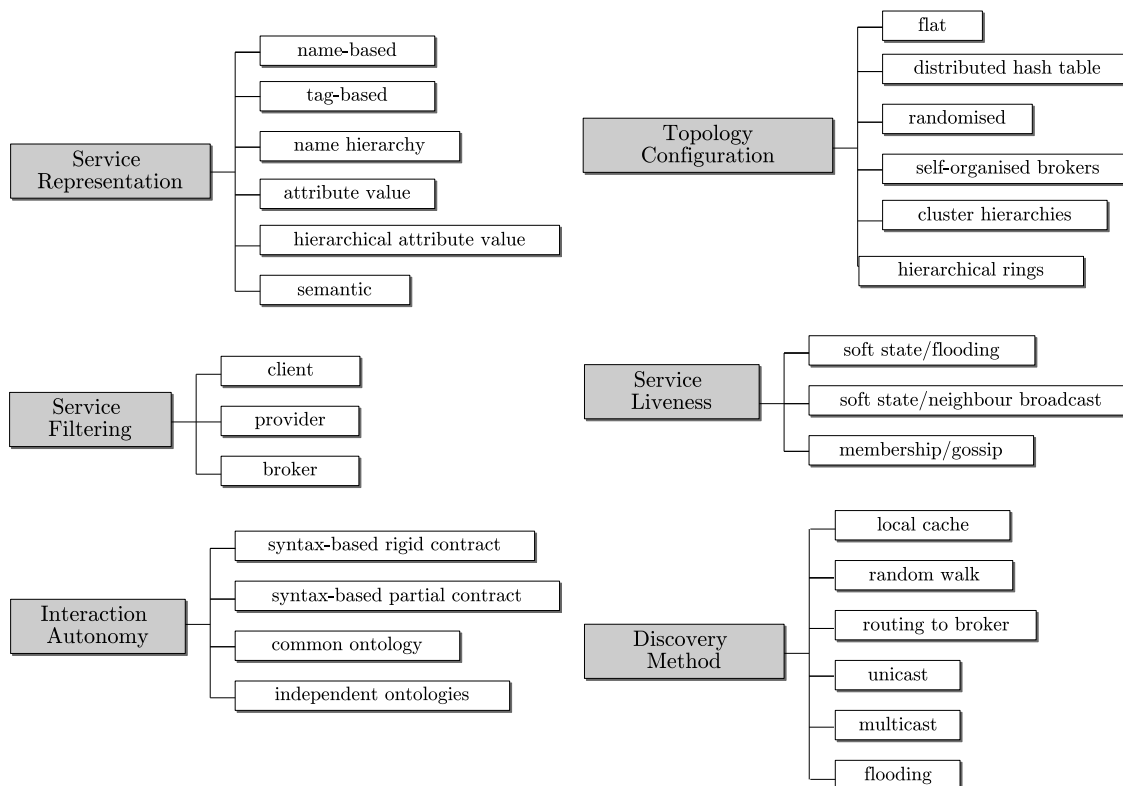 Service
Representation
name-based
tag-based
name hierarchy
attribute value
hierarchical attribute value
semantic
Topology
Configuration
flat
distributed hash table
randomised
self-organised brokers
cluster hierarchies
hierarchical rings
Service
Filtering
client
provider
broker
Service
Liveness
soft state/flooding
soft state/neighbour broadcast
membership/gossip
Interaction
Autonomy
syntax-based rigid contract
syntax-based partial contract
common ontology
independent ontologies
Discovery
Method
local cache
random walk
routing to broker
unicast
multicast
flooding